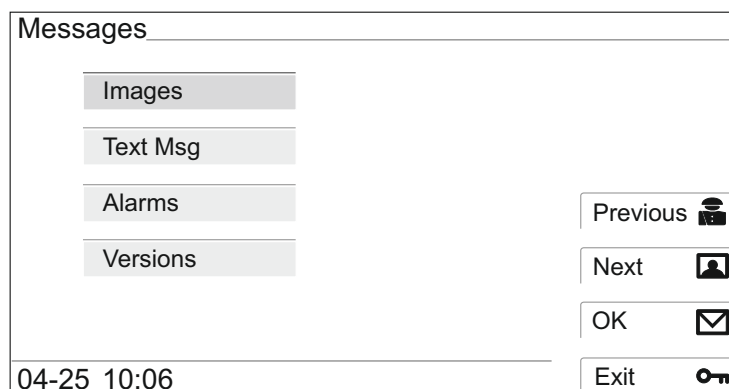 Messages
Images
Text Msg
Alarms
Versions
Previous
Next
OK
Exit
04-25 10:06